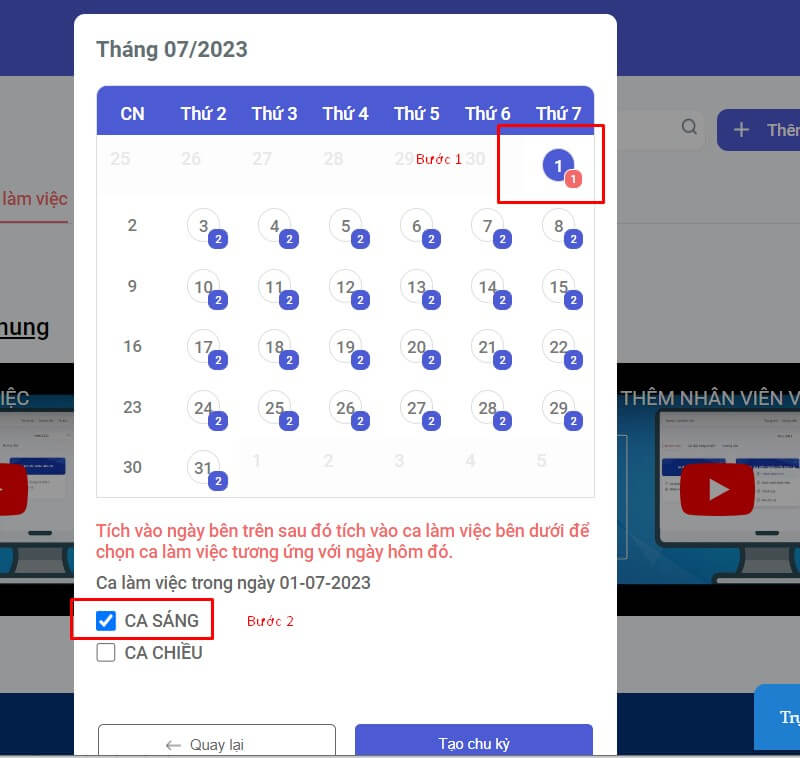 Tháng 07/2023
CN Thứ 2 Thứ 3 Thứ 4 Thứ 5 Thứ 6 Thứ 7
25 26 27 28 29 Bước 1 30 1 1
2 3 2 4 2 5 2 6 2 7 2 8 2
9 10 2 11 2 12 2 13 2 14 2 15 2
16 17 2 18 2 19 2 20 2 21 2 22 2
23 24 2 25 2 26 2 27 2 28 2 29 2
30 31 2 1 2 3 4 5
Tích vào ngày bên trên sau đó tích vào ca làm việc bên dưới để
chọn ca làm việc tương ứng với ngày hôm đó.
Ca làm việc trong ngày 01-07-2023
CA SÁNG Bước 2
CA CHIỀU
← Quay lại Tạo chu kỳ
làm việc
THÊM NHÂN VIÊN V